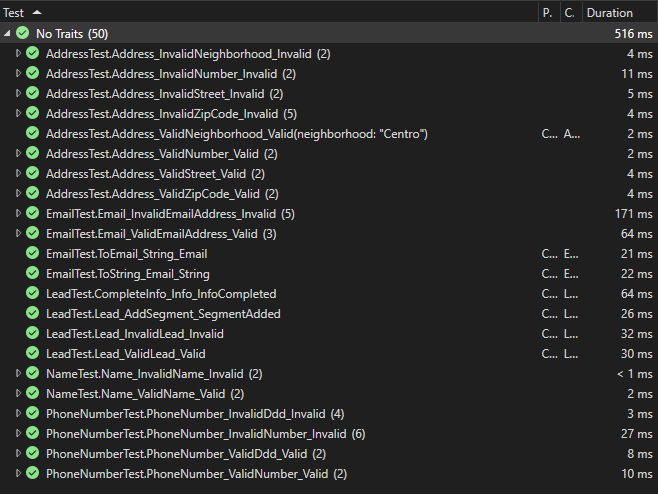 Test P. C. Duration
No Traits (50) 516 ms
AddressTest.Address_InvalidNeighborhood_Invalid (2) 4 ms
AddressTest.Address_InvalidNumber_Invalid (2) 11 ms
AddressTest.Address_InvalidStreet_Invalid (2) 5 ms
AddressTest.Address_InvalidZipCode_Invalid (5) 4 ms
AddressTest.Address_ValidNeighborhood_Valid(neighborhood: "Centro") C... A... 2 ms
AddressTest.Address_ValidNumber_Valid (2) 2 ms
AddressTest.Address_ValidStreet_Valid (2) 4 ms
AddressTest.Address_ValidZipCode_Valid (2) 4 ms
EmailTest.Email_InvalidEmailAddress_Invalid (5) 171 ms
EmailTest.Email_ValidEmailAddress_Valid (3) 64 ms
EmailTest.ToEmail_String_Email C... E... 21 ms
EmailTest.ToString_Email_String C... E... 22 ms
LeadTest.CompleteInfo_Info_InfoCompleted C... L... 64 ms
LeadTest.Lead_AddSegment_SegmentAdded C... L... 26 ms
LeadTest.Lead_InvalidLead_Invalid C... L... 32 ms
LeadTest.Lead_ValidLead_Valid C... L... 30 ms
NameTest.Name_InvalidName_Invalid (2) < 1 ms
NameTest.Name_ValidName_Valid (2) 2 ms
PhoneNumberTest.PhoneNumber_InvalidDdd_Invalid (4) 3 ms
PhoneNumberTest.PhoneNumber_InvalidNumber_Invalid (6) 27 ms
PhoneNumberTest.PhoneNumber_ValidDdd_Valid (2) 8 ms
PhoneNumberTest.PhoneNumber_ValidNumber_Valid (2) 10 ms